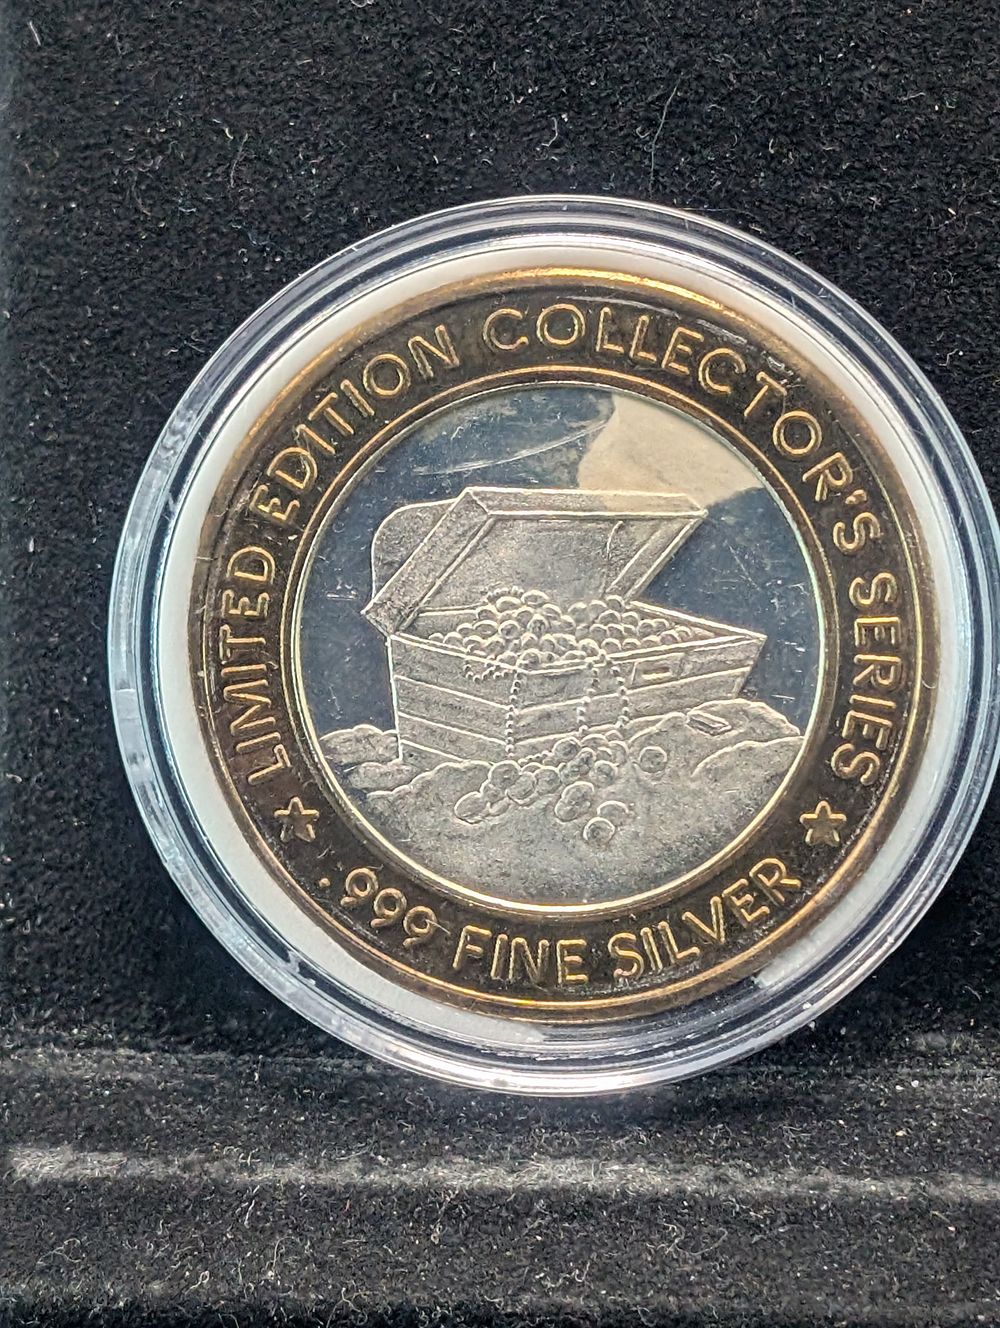 LIMITED EDITION COLLECTOR'S SERIES
.999 FINE SILVER